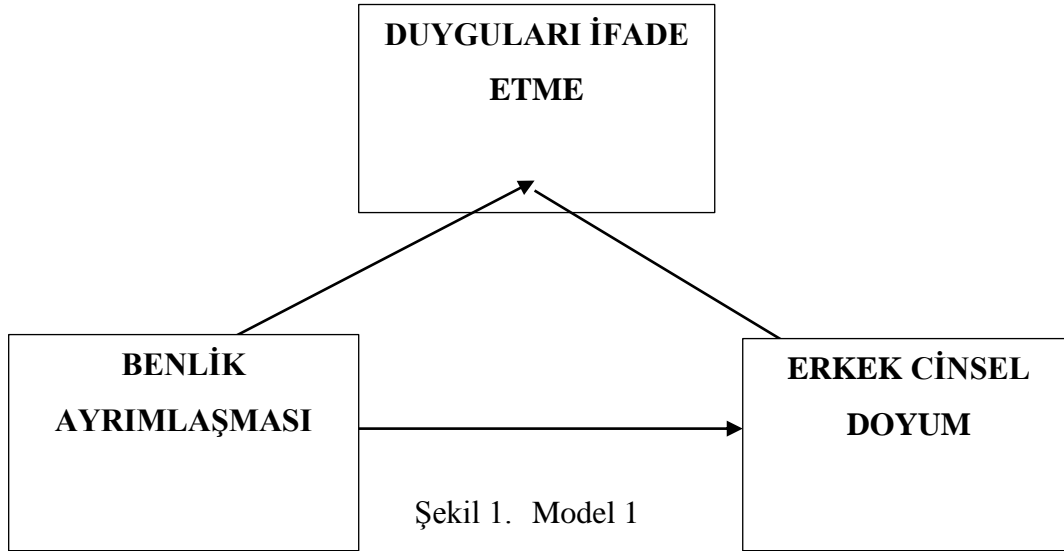 DUYGULARI İFADE
ETME
BENLİK
AYRIMLAŞMASI
ERKEK CİNSEL
DOYUM
Şekil 1. Model 1